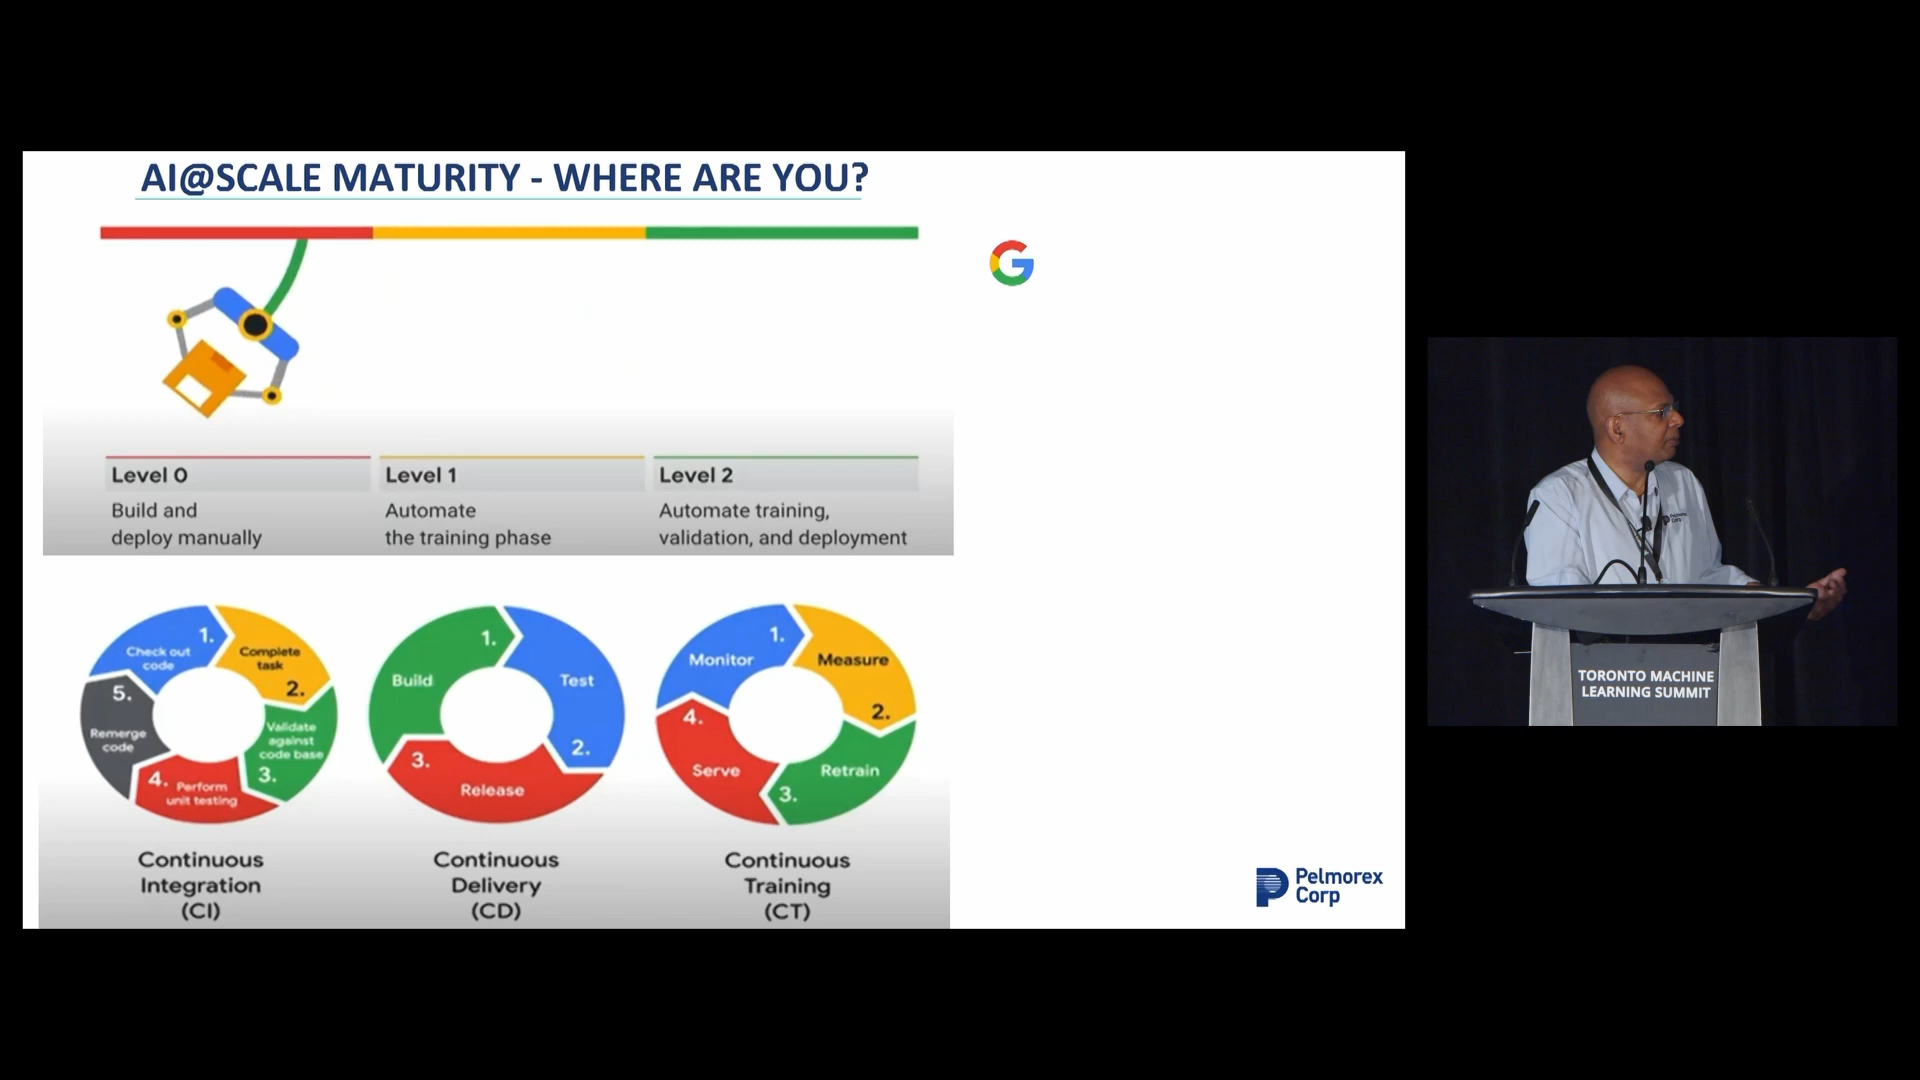 AI@SCALE MATURITY - WHERE ARE YOU?
Level 0
Build and
deploy manually
Level 1
Automate
the training phase
Level 2
Automate training,
validation, and deployment
1.
Check out
code
Complete
task
2.
Validate
against
code base
3.
4.
Perform
unit testing
5.
Remerge
code
Continuous
Integration
(CI)
1.
Build
Test
2.
3.
Release
Continuous
Delivery
(CD)
1.
Monitor
Measure
2.
Retrain
3.
4.
Serve
Continuous
Training
(CT)
G
Pelmorex
Corp
Pelmorex
Corp
TORONTO MACHINE
LEARNING SUMMIT